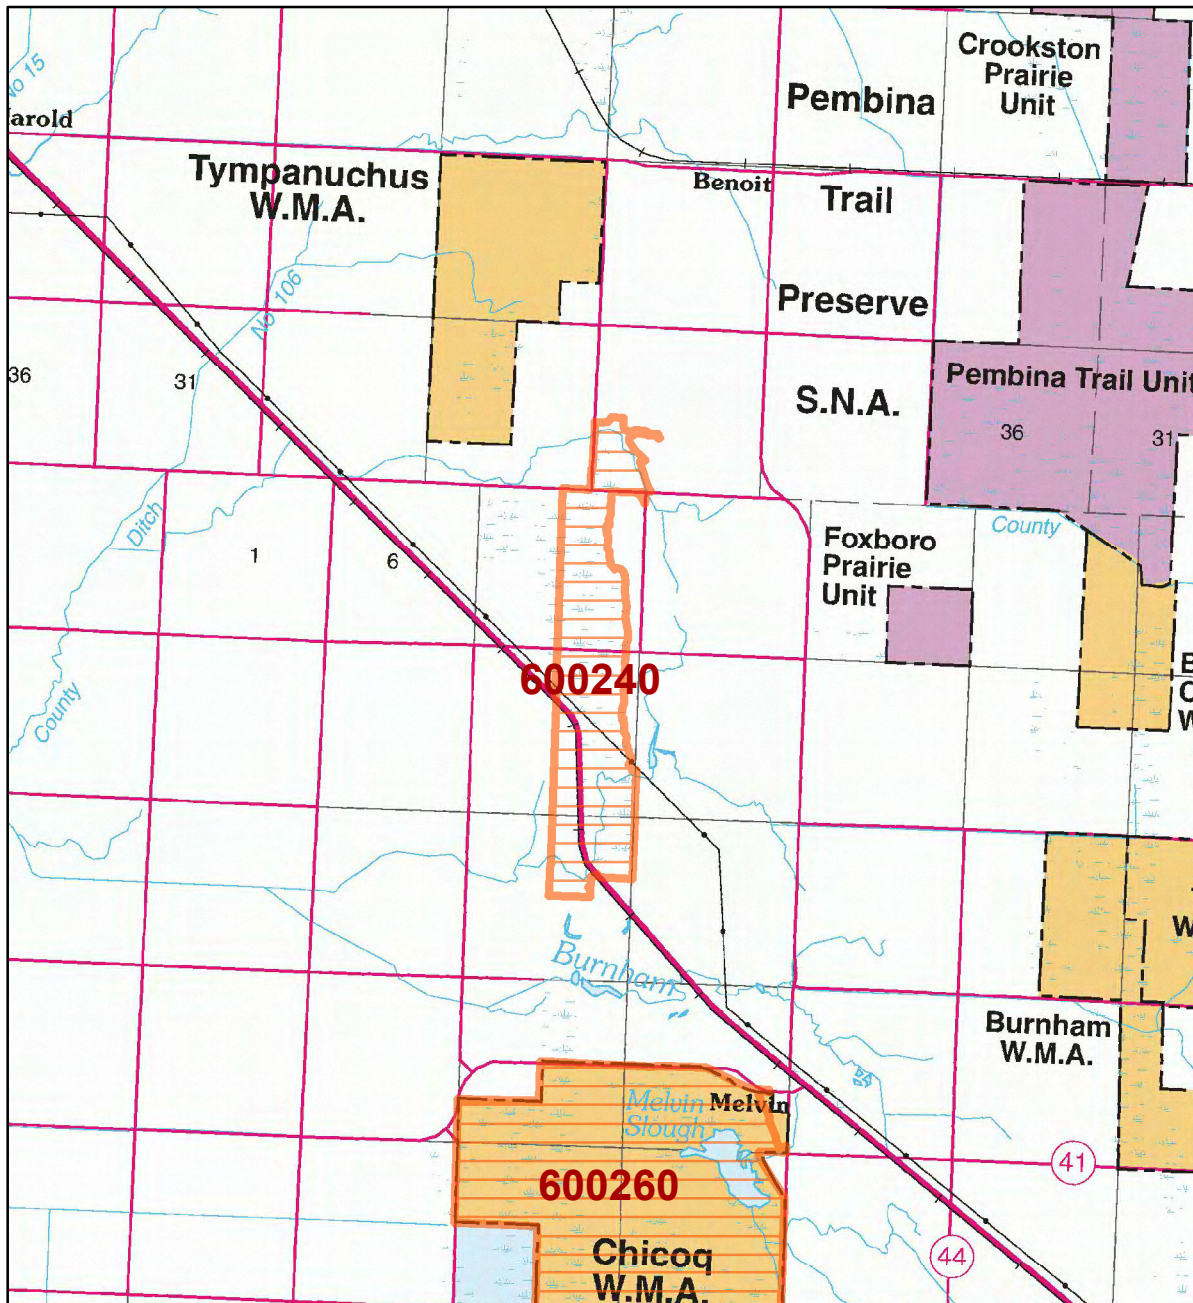 Crookston
Prairie
Unit
Pembina
No 15
arold
Tympanuchus
W.M.A.
Benoit
Trail
No 106
Preserve
36
31
Pembina Trail Unit
S.N.A.
36
31
Ditch
County
1
6
Foxboro
Prairie
Unit
600240
County
Burnham
Burnham
W.M.A.
Melvin
Slough
Melvin
41
600260
Chicoq
W.M.A.
44